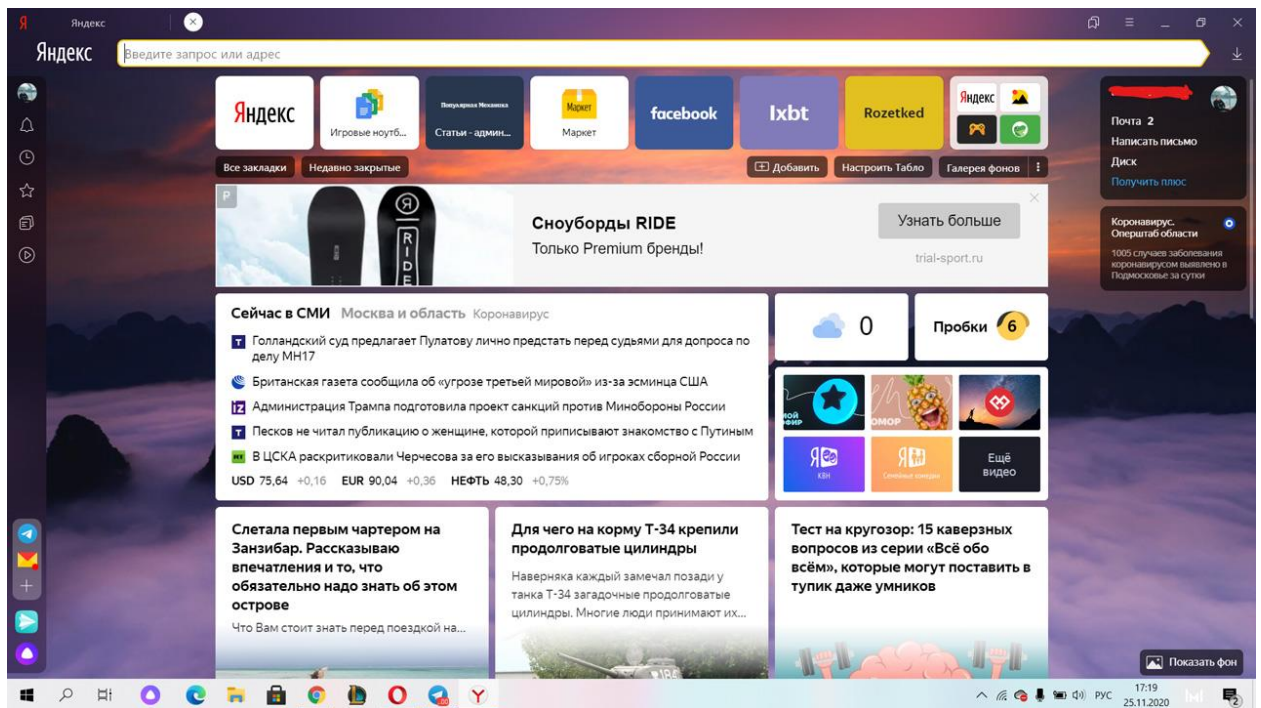 Я Яндекс
Яндекс Введите запрос или адрес
Яндекс
Игровые ноутб...
Популярная Механика
Статьи - админ...
Маркет
Маркет
facebook
Ixbt
Rozetked
Яндекс
Все закладки Недавно закрытые Добавить Настроить Табло Галерея фонов
Почта 2
Написать письмо
Диск
Получить плюс
Коронавирус.
Оперштаб области
1005 случаев заболевания
коронавирусом выявлено в
Подмосковье за сутки
P
Я
RIDE
Сноуборды RIDE
Только Premium бренды!
Узнать больше
trial-sport.ru
Сейчас в СМИ Москва и область Коронавирус
Голландский суд предлагает Пулатову лично предстать перед судьями для допроса по
делу MH17
Британская газета сообщила об «угрозе третьей мировой» из-за эсминца США
Администрация Трампа подготовила проект санкций против Минобороны России
Песков не читал публикацию о женщине, которой приписывают знакомство с Путиным
В ЦСКА раскритиковали Черчесова за его высказывания об игроках сборной России
USD 75,64 +0,16 EUR 90,04 +0,36 НЕФТЬ 48,30 +0,75%
0
Пробки 6
МОЙ
ЭФИР
ЮМОР
КВН
Ещё
видео
Слетала первым чартером на
Занзибар. Рассказываю
впечатления и то, что
обязательно надо знать об этом
острове
Что Вам стоит знать перед поездкой на...
Для чего на корму Т-34 крепили
продолговатые цилиндры
Наверняка каждый замечал позади у
танка Т-34 загадочные продолговатые
цилиндры. Многие люди принимают их...
Тест на кругозор: 15 каверзных
вопросов из серии «Всё обо
всём», которые могут поставить в
тупик даже умников
Показать фон
РУС
17:19
25.11.2020
2